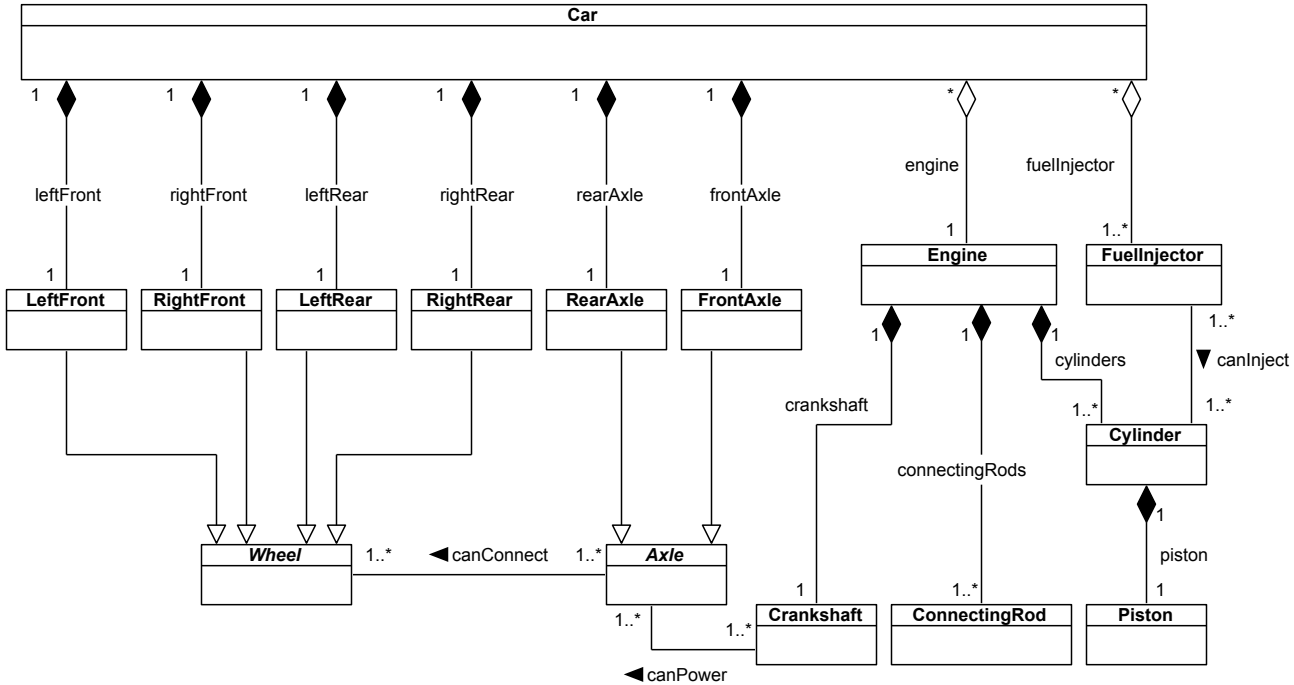 Car
1 1 1 1 1 1 * *
engine fuelInjector
leftFront rightFront leftRear rightRear rearAxle frontAxle
1 1..*
Engine FuelInjector
1 1 1 1 1 1
LeftFront RightFront LeftRear RightRear RearAxle FrontAxle
1..*
1 1 1
cylinders canInject
crankshaft
1..* 1..*
Cylinder
connectingRods
1
Wheel 1..* canConnect 1..* Axle
piston
1 1..* 1
1..* 1..* Crankshaft ConnectingRod Piston
canPower